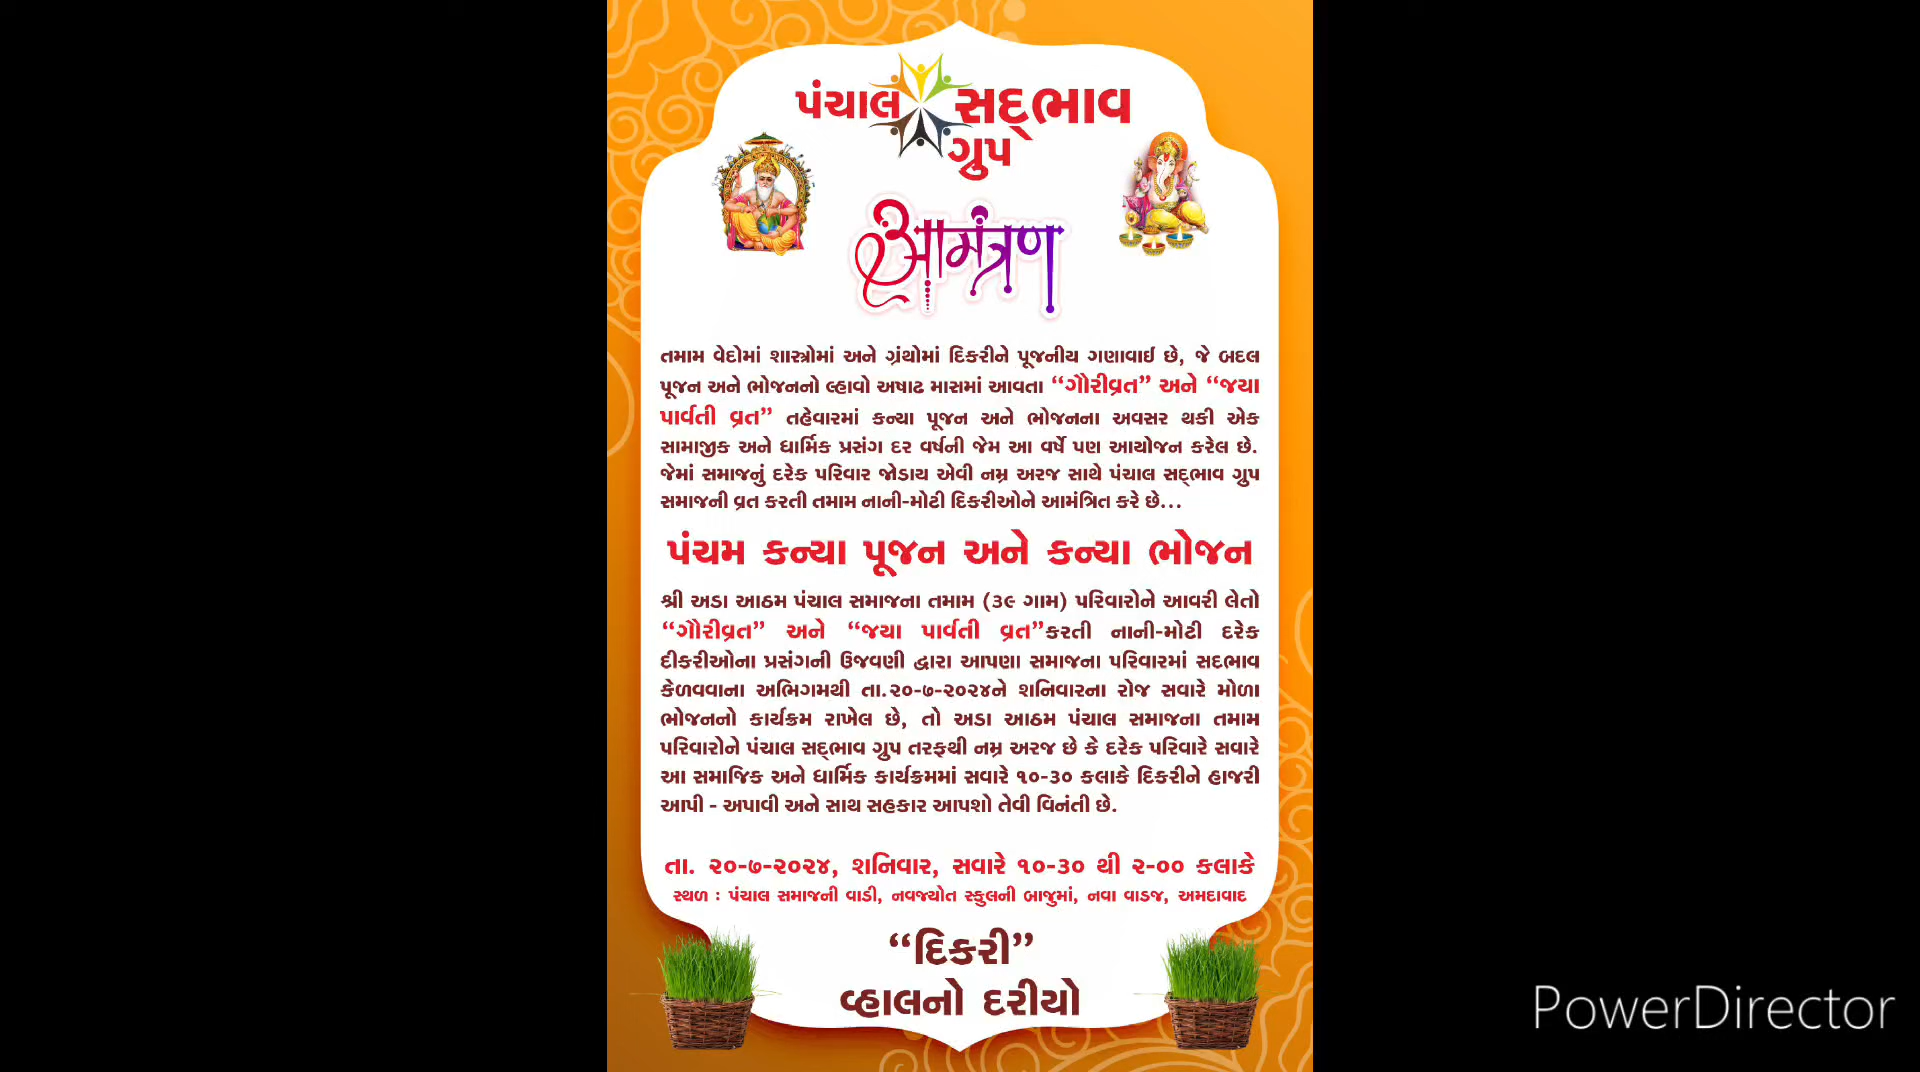 પંચાલ સદ્ભાવ
ગ્રુપ
आमंत्रण
તમામ વેદોમાં શાસ્ત્રોમાં અને ગ્રંથોમાં દિકરીને પૂજનીય ગણાવાઈ છે, જે બદલ
પૂજન અને ભોજનનો લ્હાવો અષાઢ માસમાં આવતા “ગૌરીવ્રત” અને “જયા
પાર્વતી વ્રત” તહેવારમાં કન્યા પૂજન અને ભોજનના અવસર થકી એક
સામાજીક અને ધાર્મિક પ્રસંગ દર વર્ષની જેમ આ વર્ષે પણ આયોજન કરેલ છે.
જેમાં સમાજનું દરેક પરિવાર જોડાય એવી નમ્ર અરજ સાથે પંચાલ સદ્ભાવ ગ્રુપ
સમાજની વ્રત કરતી તમામ નાની-મોટી દિકરીઓને આમંત્રિત કરે છે...
પંચમ કન્યા પૂજન અને કન્યા ભોજન
શ્રી અડા આઠમ પંચાલ સમાજના તમામ (૩૯ ગામ) પરિવારોને આવરી લેતો
“ગૌરીવ્રત” અને “જયા પાર્વતી વ્રત”કરતી નાની-મોટી દરેક
દીકરીઓના પ્રસંગની ઉજવણી દ્વારા આપણા સમાજના પરિવારમાં સદભાવ
કેળવવાના અભિગમથી તા.૨૦-૭-૨૦૨૪ને શનિવારના રોજ સવારે મોળા
ભોજનનો કાર્યક્રમ રાખેલ છે, તો અડા આઠમ પંચાલ સમાજના તમામ
પરિવારોને પંચાલ સદ્ભાવ ગ્રુપ તરફથી નમ્ર અરજ છે કે દરેક પરિવારે સવારે
આ સમાજિક અને ધાર્મિક કાર્યક્રમમાં સવારે ૧૦-૩૦ કલાકે દિકરીને હાજરી
આપી - અપાવી અને સાથ સહકાર આપશો તેવી વિનંતી છે.
તા. ૨૦-૭-૨૦૨૪, શનિવાર, સવારે ૧૦-૩૦ થી ૨-૦૦ કલાકે
સ્થળ : પંચાલ સમાજની વાડી, નવજ્યોત સ્કુલની બાજુમાં, નવા વાડજ, અમદાવાદ
“દિકરી”
વ્હાલનો દરીયો
PowerDirector